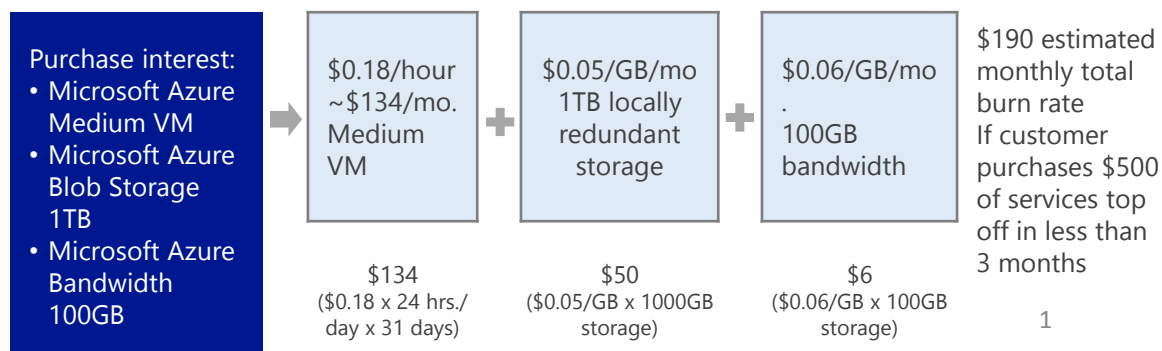 Purchase interest:
• Microsoft Azure
Medium VM
• Microsoft Azure
Blob Storage
1TB
• Microsoft Azure
Bandwidth
100GB
$0.18/hour
~$134/mo.
Medium
VM
$0.05/GB/mo
1TB locally
redundant
storage
$0.06/GB/mo
.
100GB
bandwidth
$190 estimated
monthly total
burn rate
If customer
purchases $500
of services top
off in less than
3 months
$134
($0.18 x 24 hrs./
day x 31 days)
$50
($0.05/GB x 1000GB
storage)
$6
($0.06/GB x 100GB
storage)
1